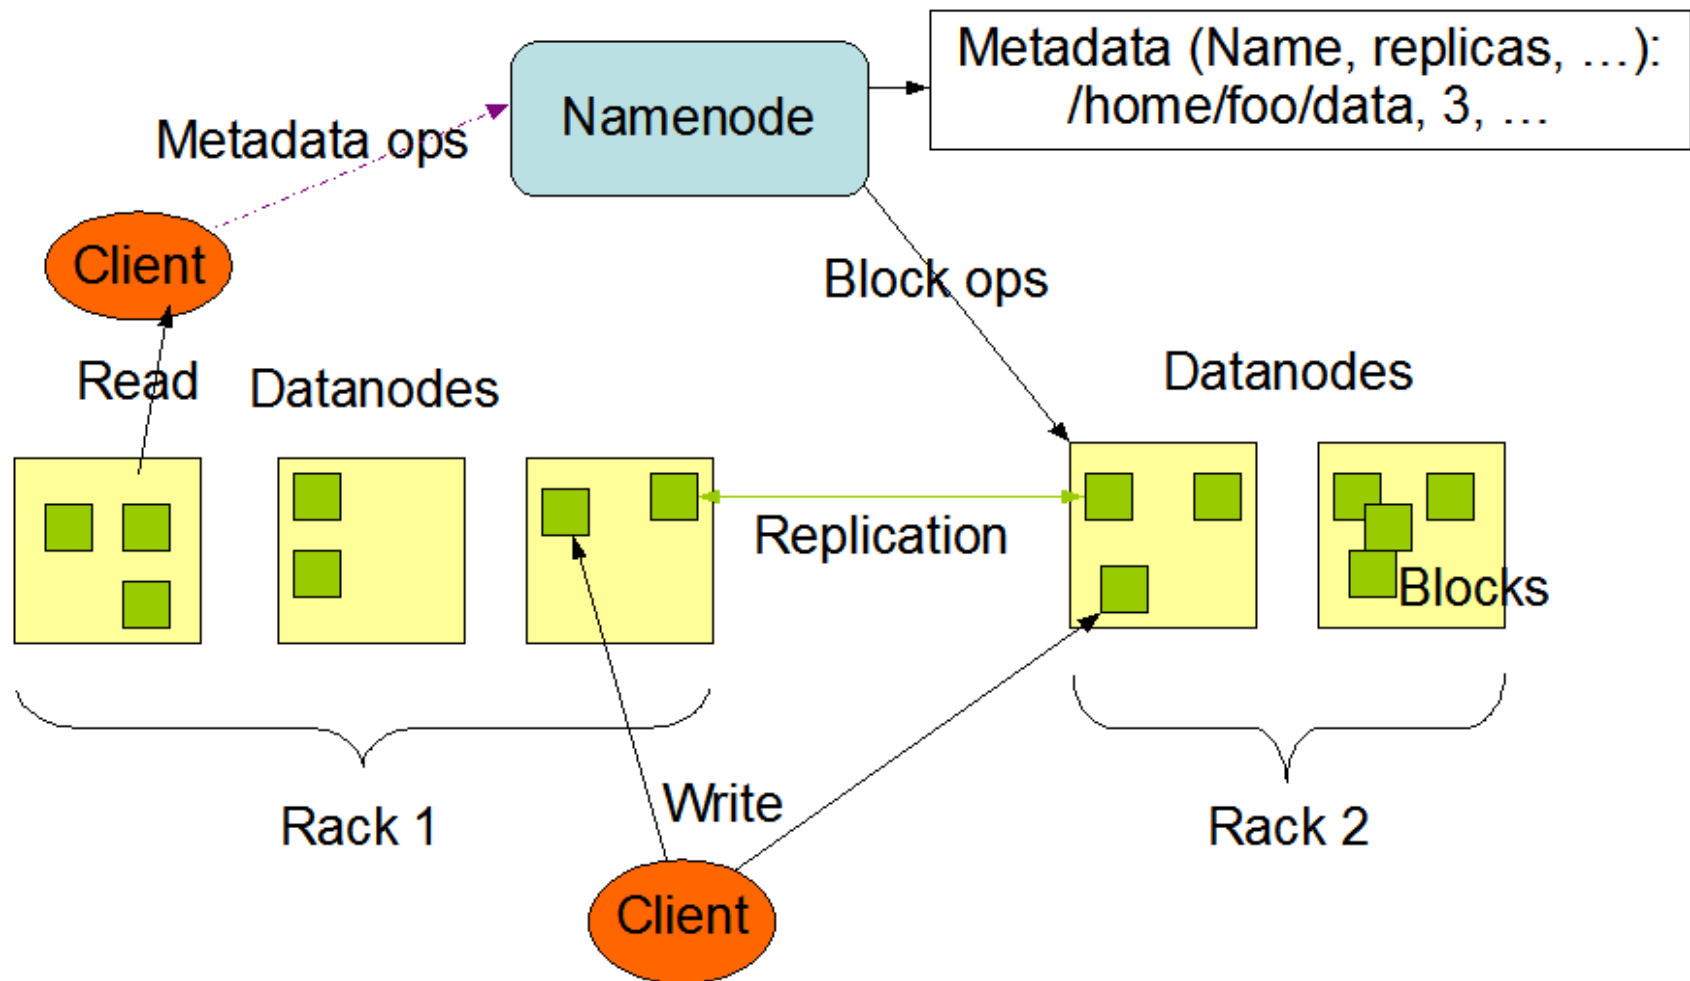 Metadata (Name, replicas, …):
/home/foo/data, 3, …
Namenode
Metadata ops
Client
Block ops
Read
Datanodes
Datanodes
Replication
Blocks
Rack 1
Write
Rack 2
Client